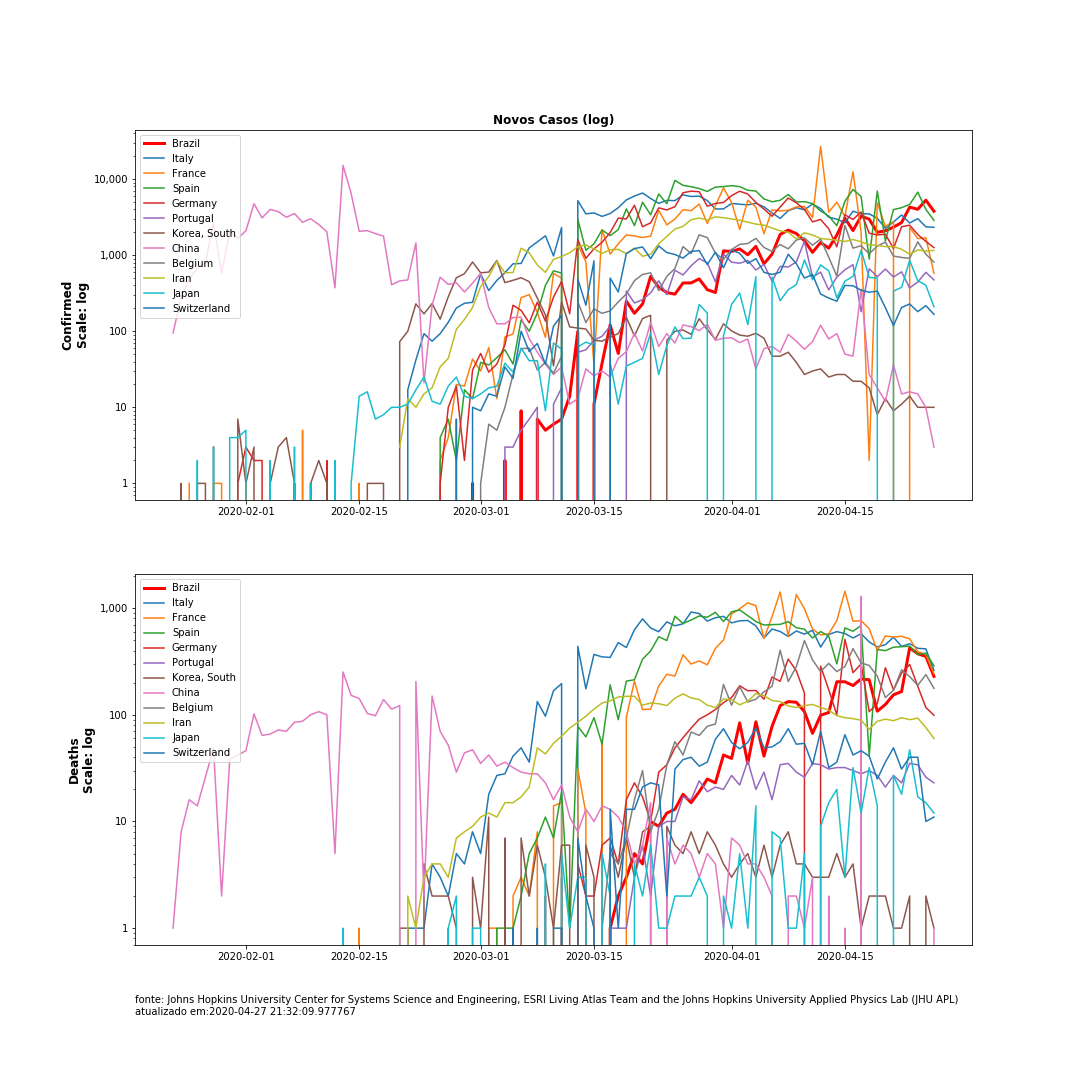 Novos Casos (log)
Confirmed
Scale: log
10,000
1,000
100
10
1
Brazil
Italy
France
Spain
Germany
Portugal
Korea, South
China
Belgium
Iran
Japan
Switzerland
2020-02-01
2020-02-15
2020-03-01
2020-03-15
2020-04-01
2020-04-15
Deaths
Scale: log
1,000
100
10
1
Brazil
Italy
France
Spain
Germany
Portugal
Korea, South
China
Belgium
Iran
Japan
Switzerland
2020-02-01
2020-02-15
2020-03-01
2020-03-15
2020-04-01
2020-04-15
fonte: Johns Hopkins University Center for Systems Science and Engineering, ESRI Living Atlas Team and the Johns Hopkins University Applied Physics Lab (JHU APL)
atualizado em:2020-04-27 21:32:09.977767